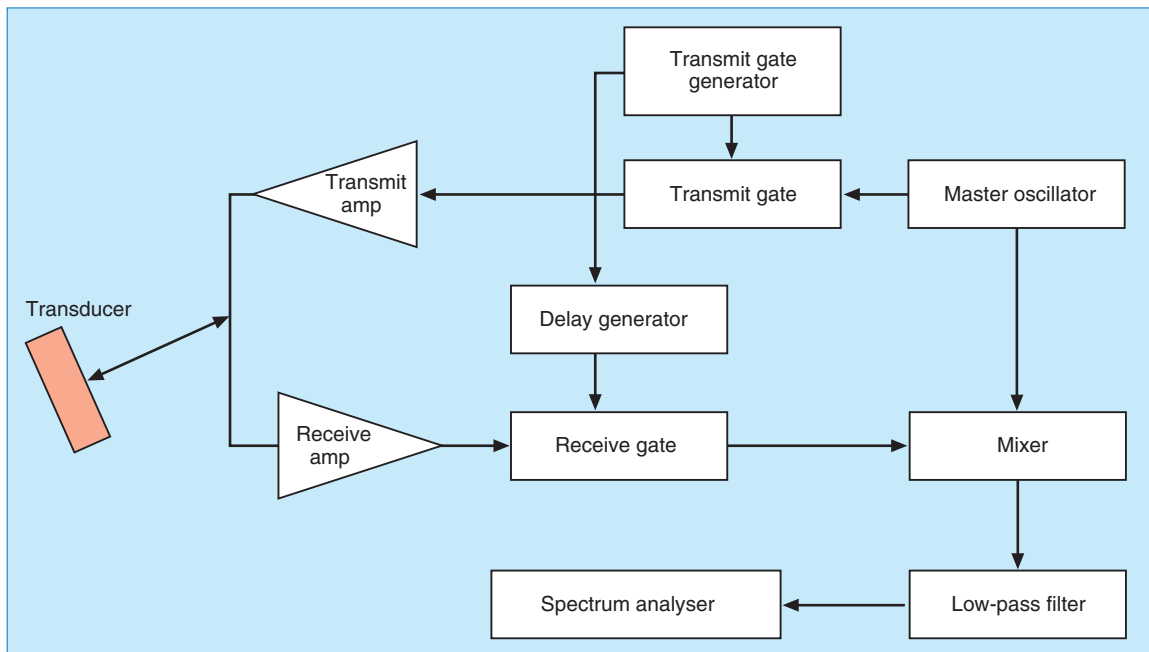 Transmit gate
generator
Transmit
amp
Transmit gate
Master oscillator
Transducer
Delay generator
Receive
amp
Receive gate
Mixer
Spectrum analyser
Low-pass filter